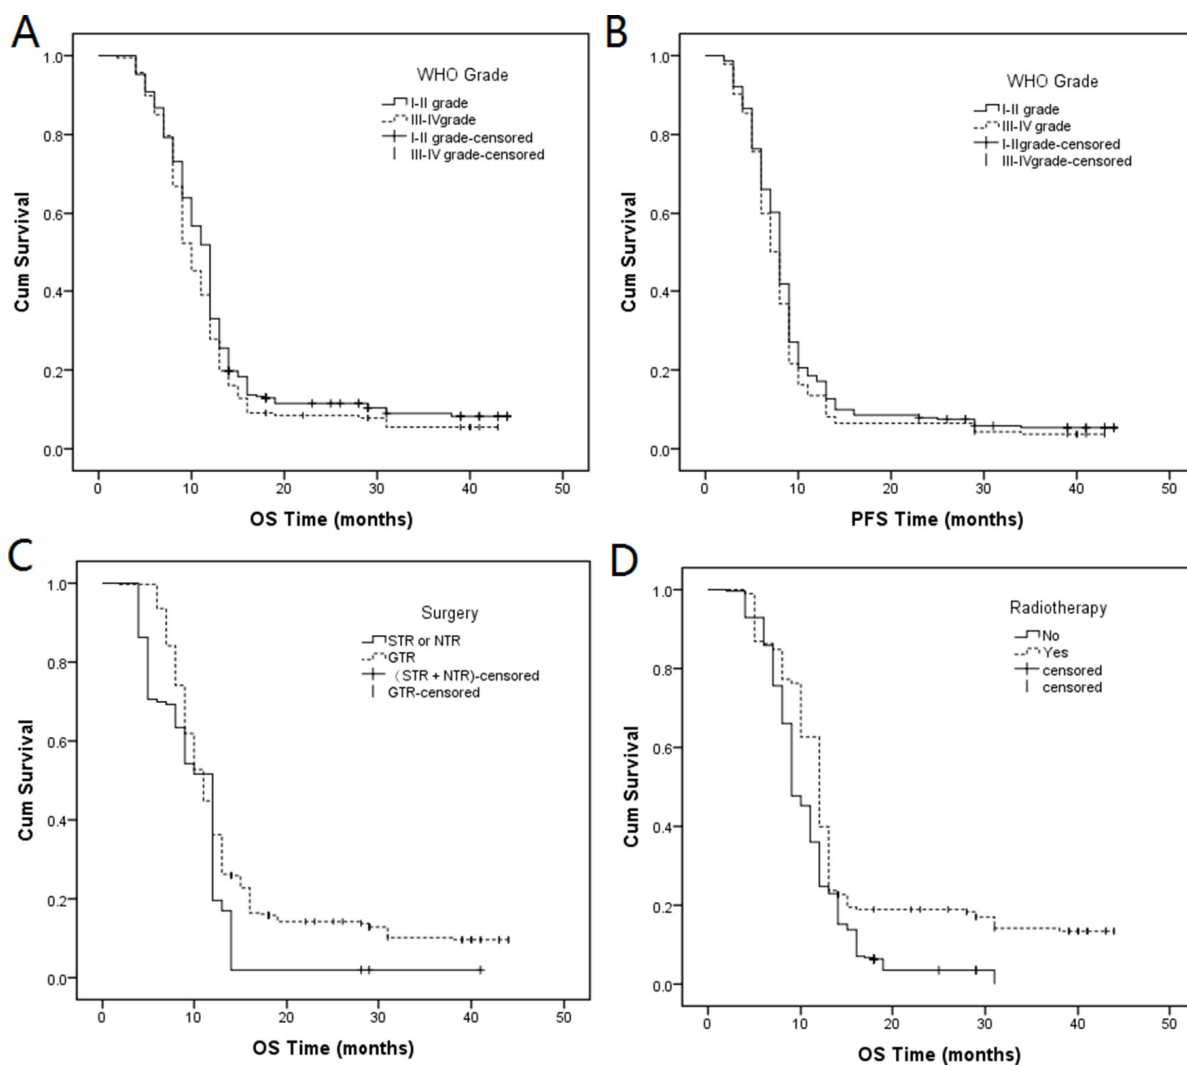 A
WHO Grade
I-II grade
III-IVgrade
I-II grade-censored
III-IV grade-censored
1.0
0.8
0.6
0.4
0.2
0.0
Cum Survival
0 10 20 30 40 50
OS Time (months)
B
WHO Grade
I-II grade
III-IV grade
I-IIgrade-censored
III-IVgrade-censored
1.0
0.8
0.6
0.4
0.2
0.0
Cum Survival
0 10 20 30 40 50
PFS Time (months)
C
Surgery
STR or NTR
GTR
（STR + NTR)-censored
GTR-censored
1.0
0.8
0.6
0.4
0.2
0.0
Cum Survival
0 10 20 30 40 50
OS Time (months)
D
Radiotherapy
No
Yes
censored
censored
1.0
0.8
0.6
0.4
0.2
0.0
Cum Survival
0 10 20 30 40 50
OS Time (months)